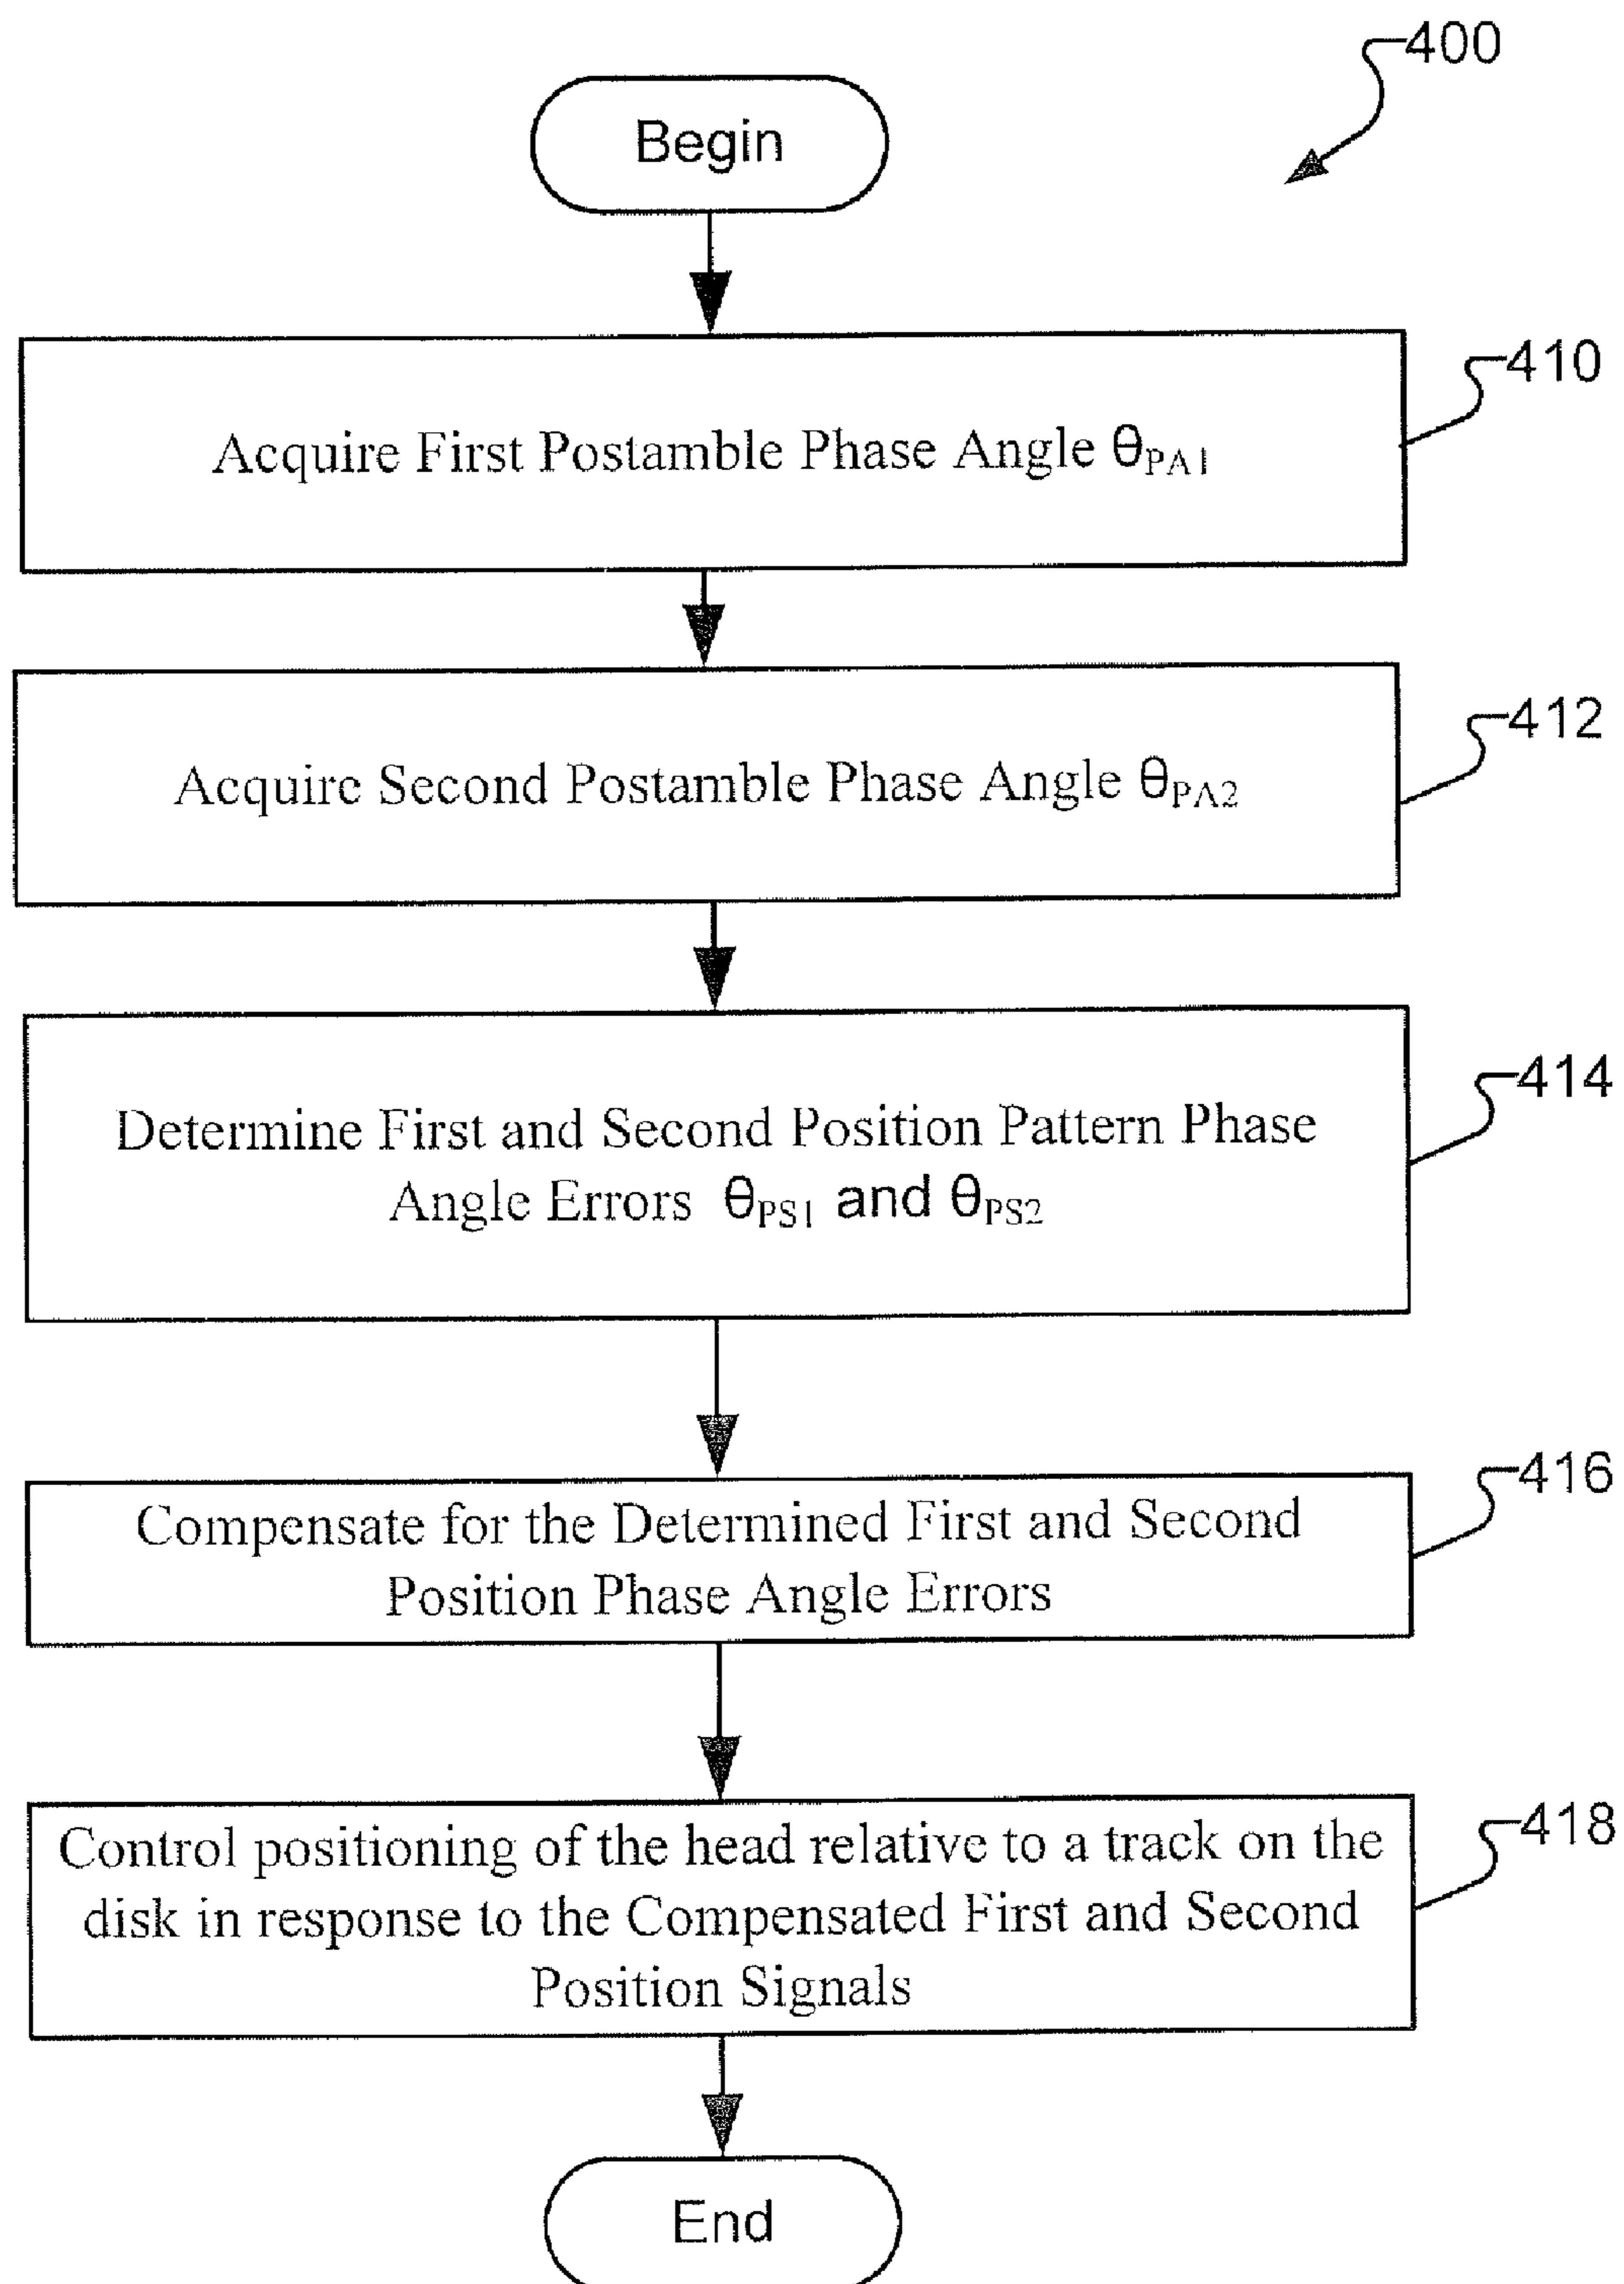 400
Begin
Acquire First Postamble Phase Angle θPA1
410
Acquire Second Postamble Phase Angle θPA2
412
Determine First and Second Position Pattern Phase
Angle Errors θPS1 and θPS2
414
Compensate for the Determined First and Second
Position Phase Angle Errors
416
Control positioning of the head relative to a track on the
disk in response to the Compensated First and Second
Position Signals
418
End